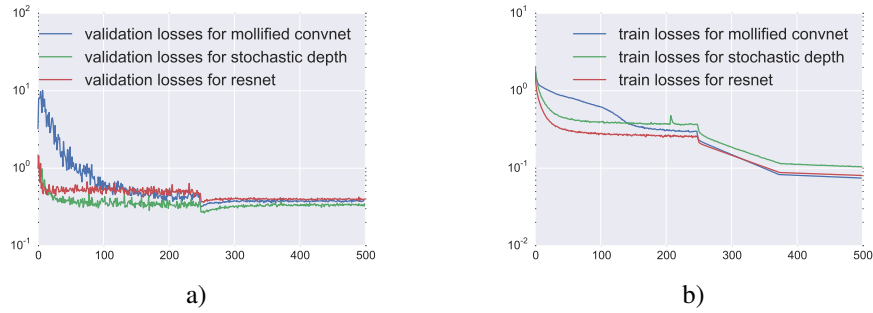 10^2
10^1
10^0
10^-1
0 100 200 300 400 500
validation losses for mollified convnet
validation losses for stochastic depth
validation losses for resnet
a)
10^1
10^0
10^-1
10^-2
0 100 200 300 400 500
train losses for mollified convnet
train losses for stochastic depth
train losses for resnet
b)